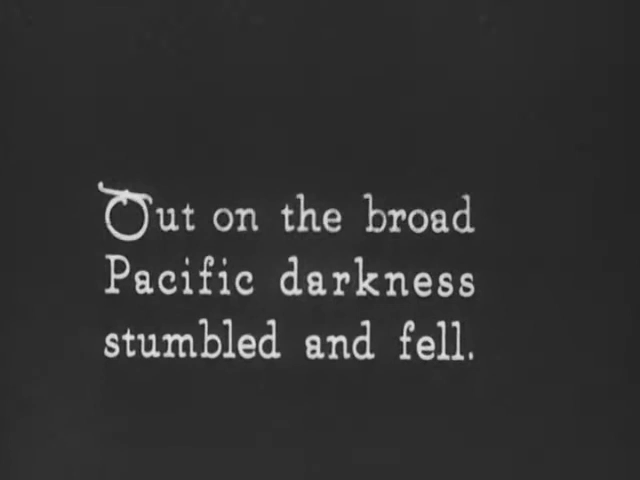 Out on the broad
Pacific darkness
stumbled and fell.